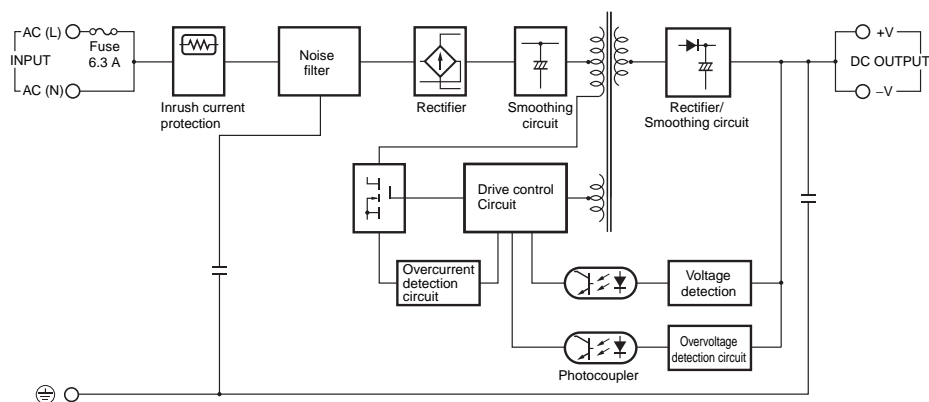 AC (L)
Fuse
6.3 A
INPUT
AC (N)
Inrush current
protection
Noise
filter
Rectifier
Smoothing
circuit
Rectifier/
Smoothing circuit
+V
DC OUTPUT
–V
Drive control
Circuit
Overcurrent
detection
circuit
Voltage
detection
Overvoltage
detection circuit
Photocoupler